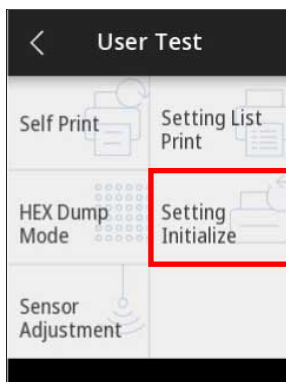 User Test
Self Print
Setting List
Print
HEX Dump
Mode
Setting
Initialize
Sensor
Adjustment